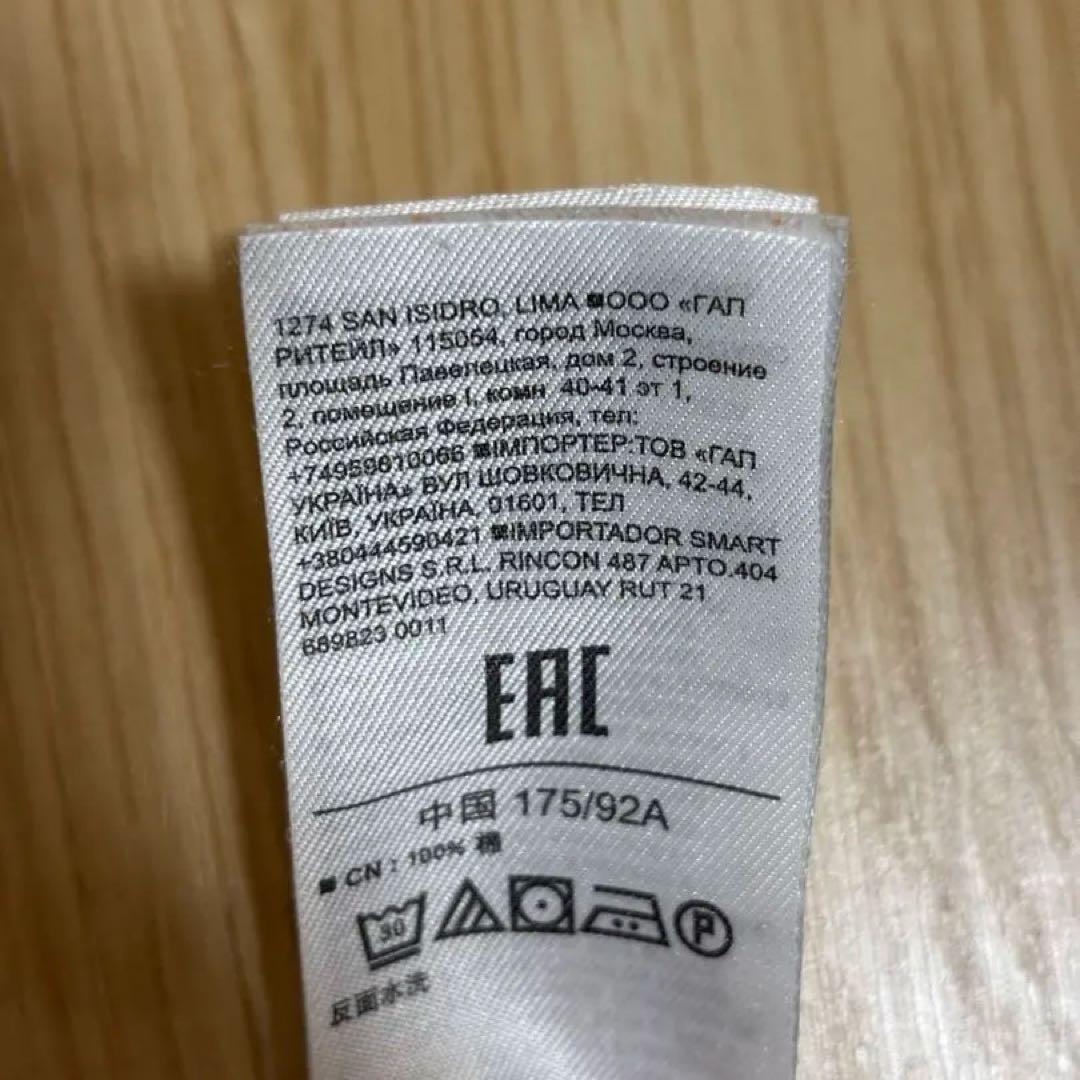 1274 SAN ISIDRO, LIMA ■ООО «ГАП
РИТЕЙЛ» 115054, город Москва,
площадь Павелецкая, дом 2, строение
2, помещение I, комн 40-41 эт 1,
Российская Федерация, тел:
+74959810066 ■ІМПОРТЕР:ТОВ «ГАП
УКРАЇНА» ВУЛ ШОВКОВИЧНА, 42-44,
КИЇВ, УКРАЇНА, 01601, ТЕЛ
+380444590421 ■IMPORTADOR SMART
DESIGNS S.R.L. RINCON 487 APTO.404
MONTEVIDEO, URUGUAY RUT 21
689823 0011
EAC
中国 175/92A
■ CN : 100% 棉
30
P
反面水洗